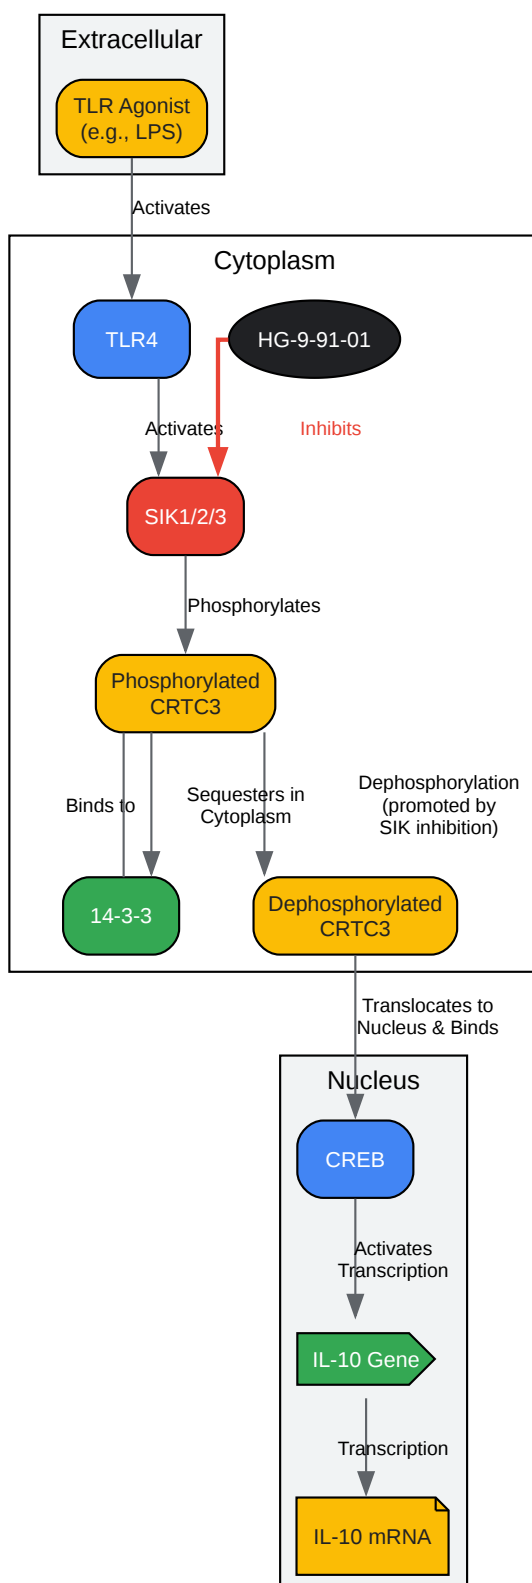 Extracellular
TLR Agonist
(e.g., LPS)
Activates
Cytoplasm
TLR4
HG-9-91-01
Activates
Inhibits
SIK1/2/3
Phosphorylates
Phosphorylated
CRTC3
Binds to
Sequesters in
Cytoplasm
Dephosphorylation
(promoted by
SIK inhibition)
14-3-3
Dephosphorylated
CRTC3
Translocates to
Nucleus & Binds
Nucleus
CREB
Activates
Transcription
IL-10 Gene
Transcription
IL-10 mRNA